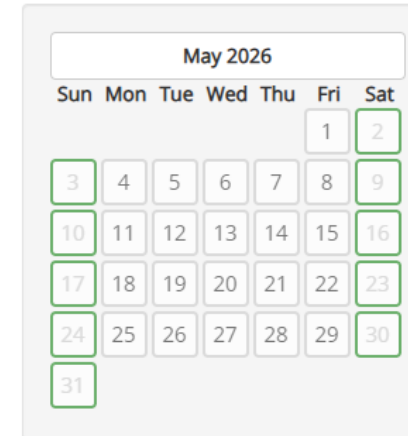 May 2026
Sun Mon Tue Wed Thu Fri Sat
1 2
3 4 5 6 7 8 9
10 11 12 13 14 15 16
17 18 19 20 21 22 23
24 25 26 27 28 29 30
31